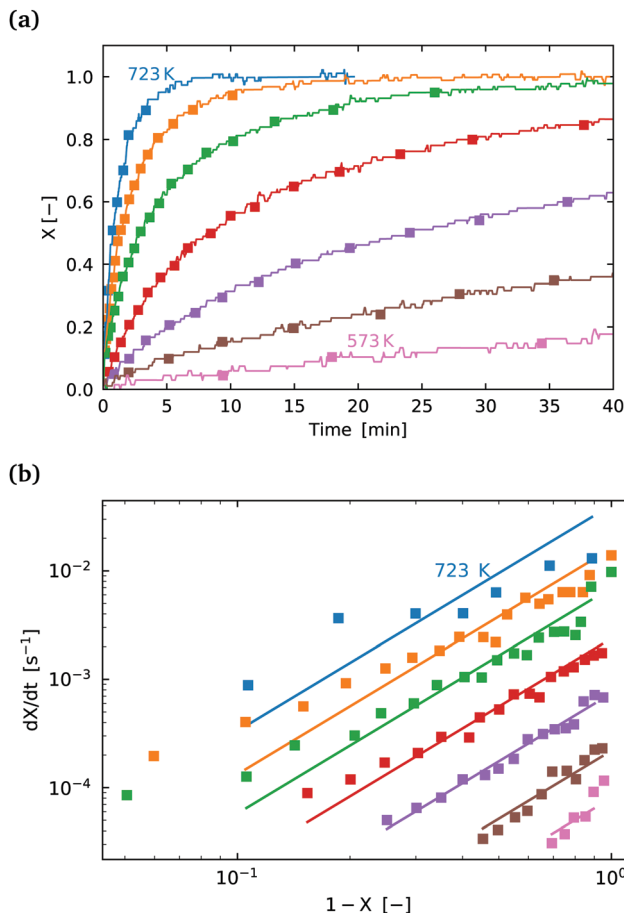 (a)
723 K
573 K
X [−]
1.0
0.8
0.6
0.4
0.2
0.0
0 5 10 15 20 25 30 35 40
Time [min]
(b)
723 K
dX/dt [s⁻¹]
10⁻²
10⁻³
10⁻⁴
10⁻¹ 10⁰
1 − X [−]